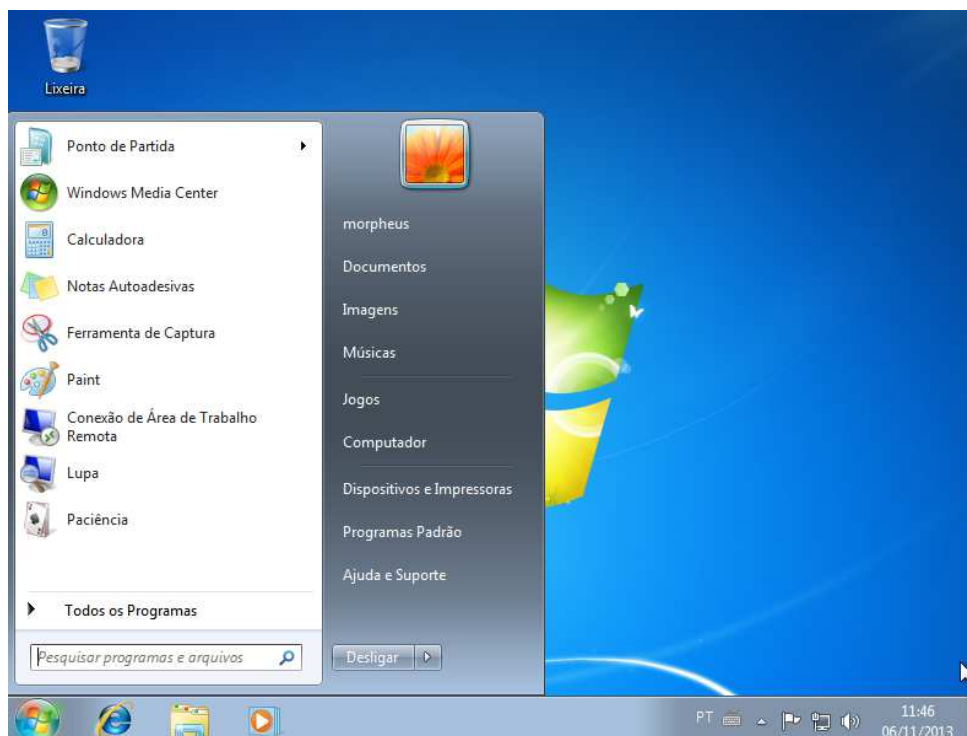 Lixeira
Ponto de Partida
Windows Media Center
Calculadora
Notas Autoadesivas
Ferramenta de Captura
Paint
Conexão de Área de Trabalho
Remota
Lupa
Paciência
Todos os Programas
Pesquisar programas e arquivos
morpheus
Documentos
Imagens
Músicas
Jogos
Computador
Dispositivos e Impressoras
Programas Padrão
Ajuda e Suporte
Desligar
PT
11:46
06/11/2013